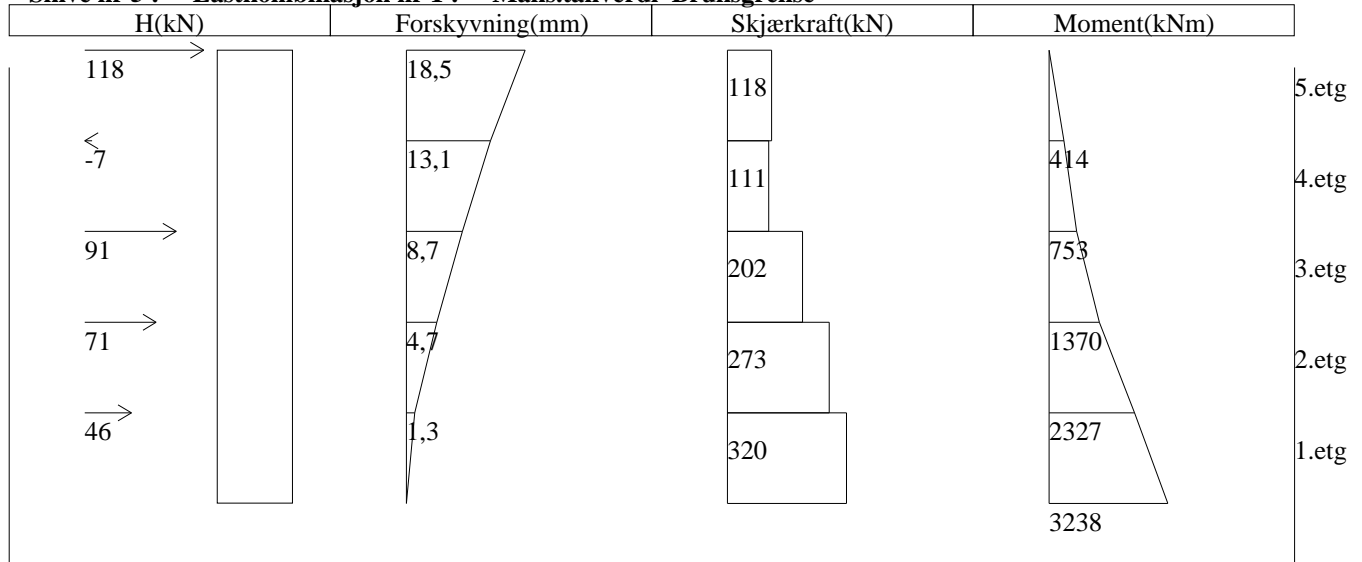 H(kN) Forskyvning(mm) Skjærkraft(kN) Moment(kNm)
118 18,5 118 5.etg
-7 13,1 111 414 4.etg
91 8,7 202 753 3.etg
71 4,7 273 1370 2.etg
46 1,3 320 2327 1.etg
3238